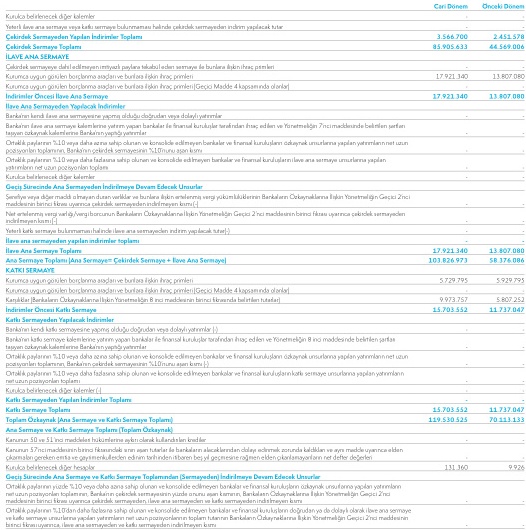 Cari Dönem Önceki Dönem
Kurulca belirlenecek diğer kalemler - -
Yeterli ilave ana sermaye veya katkı sermaye bulunmaması halinde çekirdek sermayeden indirim yapılacak tutar - -
Çekirdek Sermayeden Yapılan İndirimler Toplamı 3.566.700 2.451.578
Çekirdek Sermaye Toplamı 85.905.633 44.569.006
İLAVE ANA SERMAYE
Çekirdek sermayeye dahil edilmeyen imtiyazlı paylara tekabül eden sermaye ile bunlara ilişkin ihraç primleri - -
Kurumca uygun görülen borçlanma araçları ve bunlara ilişkin ihraç primleri 17.921.340 13.807.080
Kurumca uygun görülen borçlanma araçları ve bunlara ilişkin ihraç primleri (Geçici Madde 4 kapsamında olanlar) - -
İndirimler Öncesi İlave Ana Sermaye 17.921.340 13.807.080
İlave Ana Sermayeden Yapılacak İndirimler
Banka'nın kendi ilave ana sermayesine yapmış olduğu doğrudan veya dolaylı yatırımlar - -
Banka'nın ilave ana sermaye kalemlerine yatırım yapan bankalar ile finansal kuruluşlar tarafından ihraç edilen ve Yönetmeliğin 7'nci maddesinde belirtilen şartları
taşıyan özkaynak kalemlerine Banka'nın yaptığı yatırımlar - -
Ortaklık paylarının %10 veya daha azına sahip olunan ve konsolide edilmeyen bankalar ve finansal kuruluşların özkaynak unsurlarına yapılan yatırımların net uzun
pozisyonları toplamının, Banka'nın çekirdek sermayesinin %10'nunu aşan kısmı - -
Ortaklık paylarının %10 veya daha fazlasına sahip olunan ve konsolide edilmeyen bankalar ve finansal kuruluşların ilave ana sermaye unsurlarına yapılan
yatırımların net uzun pozisyonları toplamı - -
Kurulca belirlenecek diğer kalemler - -
Geçiş Sürecinde Ana Sermayeden İndirilmeye Devam Edecek Unsurlar
Şerefiye veya diğer maddi olmayan duran varlıklar ve bunlara ilişkin ertelenmiş vergi yükümlülüklerinin Bankaların Özkaynaklarına İlişkin Yönetmeliğin Geçici 2'nci
maddesinin birinci fıkrası uyarınca çekirdek sermayeden indirilmeyen kısmı (-) - -
Net ertelenmiş vergi varlığı/vergi borcunun Bankaların Özkaynaklarına İlişkin Yönetmeliğin Geçici 2'nci maddesinin birinci fıkrası uyarınca çekirdek sermayeden
indirilmeyen kısmı (-) - -
Yeterli katkı sermaye bulunmaması halinde ilave ana sermayeden indirim yapılacak tutar (-) - -
İlave ana sermayeden yapılan indirimler toplamı - -
İlave Ana Sermaye Toplamı 17.921.340 13.807.080
Ana Sermaye Toplamı (Ana Sermaye= Çekirdek Sermaye + İlave Ana Sermaye) 103.826.973 58.376.086
KATKI SERMAYE
Kurumca uygun görülen borçlanma araçları ve bunlara ilişkin ihraç primleri 5.729.795 5.929.795
Kurumca uygun görülen borçlanma araçları ve bunlara ilişkin ihraç primleri (Geçici Madde 4 kapsamında olanlar) - -
Karşılıklar (Bankaların Özkaynaklarına İlişkin Yönetmeliğin 8 inci maddesinin birinci fıkrasında belirtilen tutarlar) 9.973.757 5.807.252
İndirimler Öncesi Katkı Sermaye 15.703.552 11.737.047
Katkı Sermayeden Yapılacak İndirimler
Banka'nın kendi katkı sermayesine yapmış olduğu doğrudan veya dolaylı yatırımlar (-) - -
Banka'nın katkı sermaye kalemlerine yatırım yapan bankalar ile finansal kuruluşlar tarafından ihraç edilen ve Yönetmeliğin 8 inci maddesinde belirtilen şartları
taşıyan özkaynak kalemlerine Banka'nın yaptığı yatırımlar - -
Ortaklık paylarının %10 veya daha azına sahip olunan ve konsolide edilmeyen bankalar ve finansal kuruluşların özkaynak unsurlarına yapılan yatırımların net uzun
pozisyonları toplamının, Banka'nın çekirdek sermayesinin %10'nunu aşan kısmı (-) - -
Ortaklık paylarının %10 veya daha fazlasına sahip olunan ve konsolide edilmeyen bankalar ve finansal kuruluşların katkı sermaye unsurlarına yapılan yatırımların
net uzun pozisyonları toplamı - -
Kurulca belirlenecek diğer kalemler (-) - -
Katkı Sermayeden Yapılan İndirimler Toplamı - -
Katkı Sermaye Toplamı 15.703.552 11.737.047
Toplam Özkaynak (Ana Sermaye ve Katkı Sermaye Toplamı) 119.530.525 70.113.133
Ana Sermaye ve Katkı Sermaye Toplamı (Toplam Özkaynak)
Kanunun 50 ve 51'inci maddeleri hükümlerine aykırı olarak kullandırılan krediler - -
Kanunun 57'inci maddesinin birinci fıkrasındaki sınırı aşan tutarlar ile bankaların alacaklarından dolayı edinmek zorunda kaldıkları ve aynı madde uyarınca elden
çıkarmaları gereken emtia ve gayrimenkullerden edinim tarihinden itibaren beş yıl geçmesine rağmen elden çıkarılamayanların net defter değerleri - -
Kurulca belirlenecek diğer hesaplar 131.360 9.926
Geçiş Sürecinde Ana Sermaye ve Katkı Sermaye Toplamından (Sermayeden) İndirilmeye Devam Edecek Unsurlar
Ortaklık paylarının yüzde %10 veya daha azına sahip olunan ve konsolide edilmeyen bankalar ve finansal kuruluşların özkaynak unsurlarına yapılan yatırımların
net uzun pozisyonları toplamının, Bankanın çekirdek sermayesinin yüzde onunu aşan kısmının, Bankaların Özkaynaklarına İlişkin Yönetmeliğin Geçici 2'nci
maddesinin birinci fıkrası uyarınca çekirdek sermayeden, ilave ana sermayeden ve katkı sermayeden indirilmeyen kısmı - -
Ortaklık paylarının %10'dan daha fazlasına sahip olunan ve konsolide edilmeyen bankalar ve finansal kuruluşların doğrudan ya da dolaylı olarak ilave ana sermaye
ve katkı sermaye unsurlarına yapılan yatırımların net uzun pozisyonlarının toplam tutarının Bankaların Özkaynaklarına İlişkin Yönetmeliğin Geçici 2'nci maddesinin
birinci fıkrası uyarınca, ilave ana sermayeden ve katkı sermayeden indirilmeyen kısmı - -